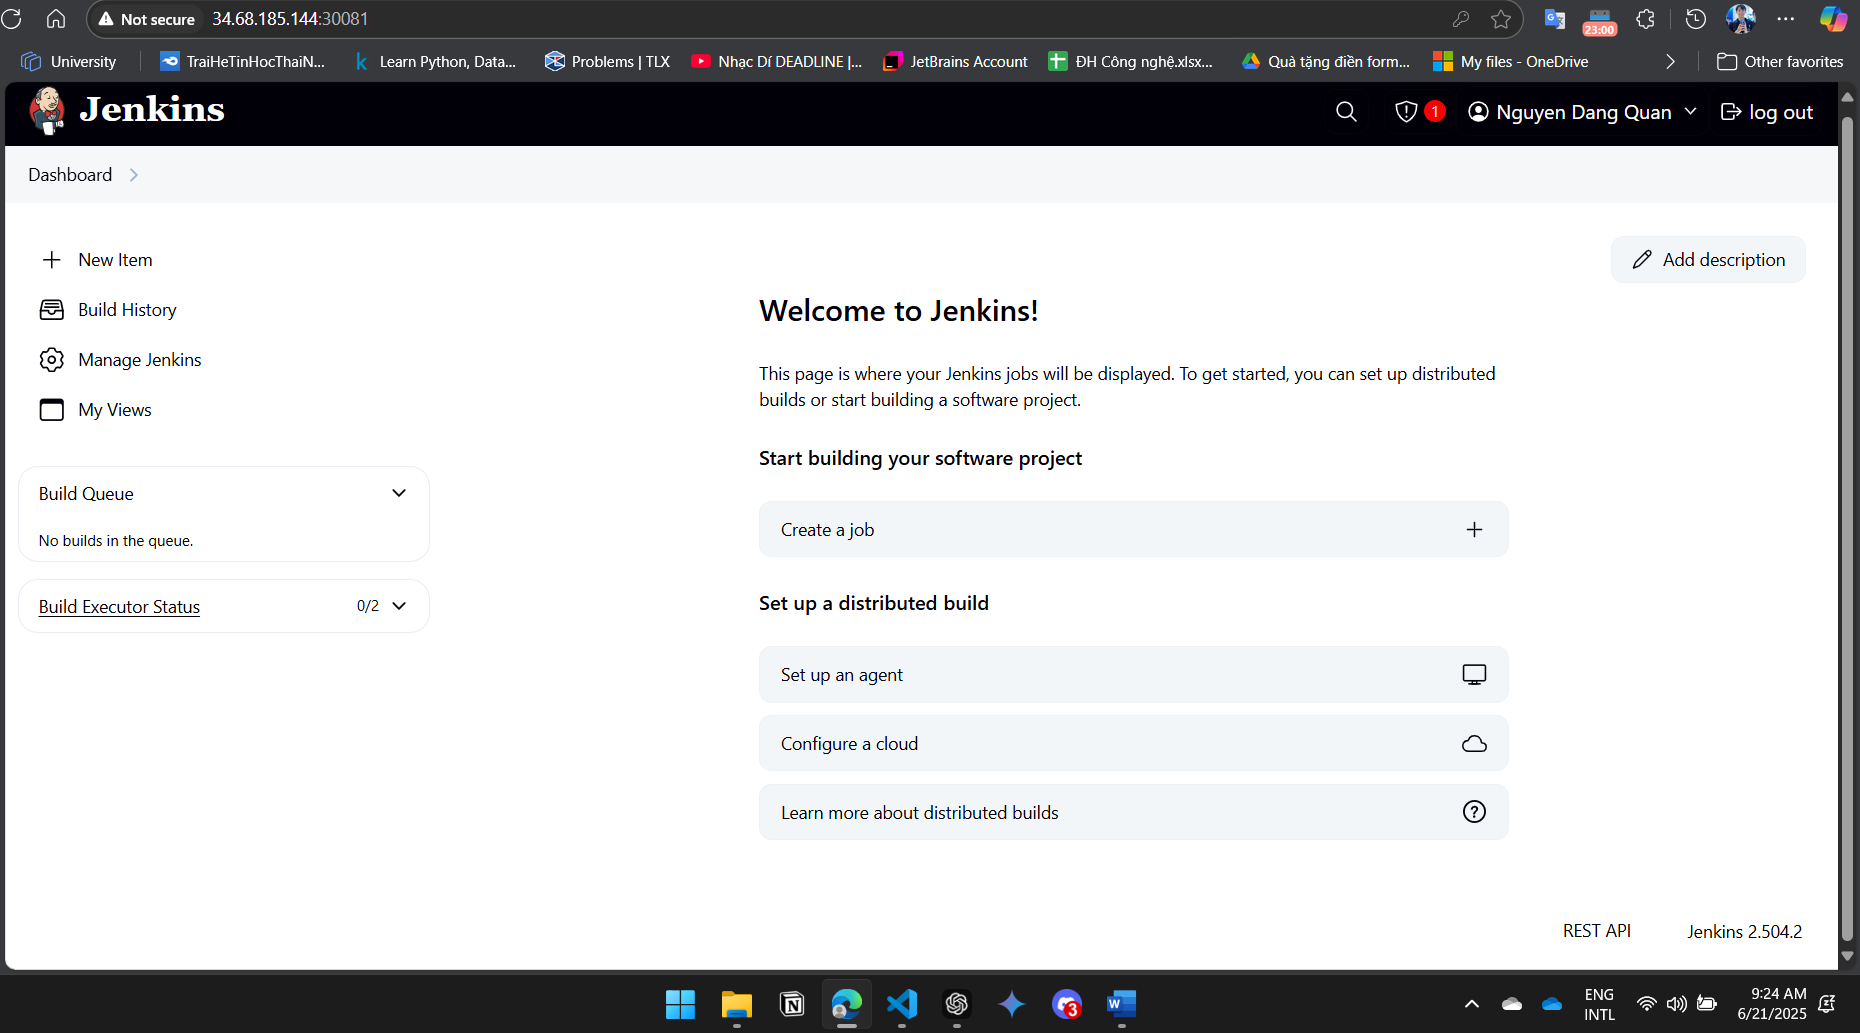 Not secure 34.68.185.144:30081 23:00
University TraiHeTinHocThaiN... Learn Python, Data... Problems | TLX Nhạc Dí DEADLINE |... JetBrains Account ĐH Công nghệ.xlsx... Quà tặng điền form... My files - OneDrive Other favorites
Jenkins 1 Nguyen Dang Quan log out
Dashboard
New Item
Build History
Manage Jenkins
My Views
Build Queue
No builds in the queue.
Build Executor Status 0/2
Add description
Welcome to Jenkins!
This page is where your Jenkins jobs will be displayed. To get started, you can set up distributed
builds or start building a software project.
Start building your software project
Create a job
Set up a distributed build
Set up an agent
Configure a cloud
Learn more about distributed builds
REST API Jenkins 2.504.2
3
ENG
INTL
9:24 AM
6/21/2025